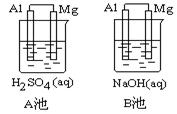 Al Mg Al Mg
H₂SO₄(aq) NaOH(aq)
A池 B池